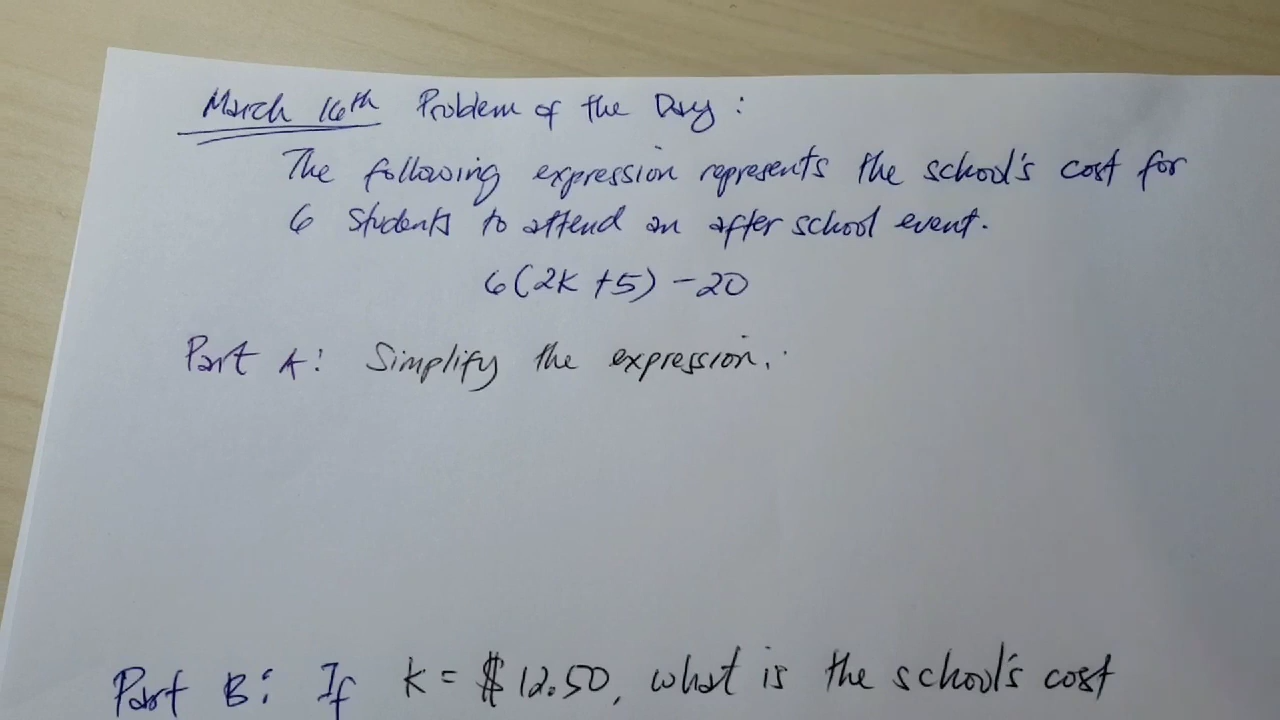 March 16th Problem of the Day:
The following expression represents the school's cost for
6 students to attend an after school event.
6(2k+5)-20
Part A: Simplify the expression.
Part B: If k = $12.50, what is the school's cost